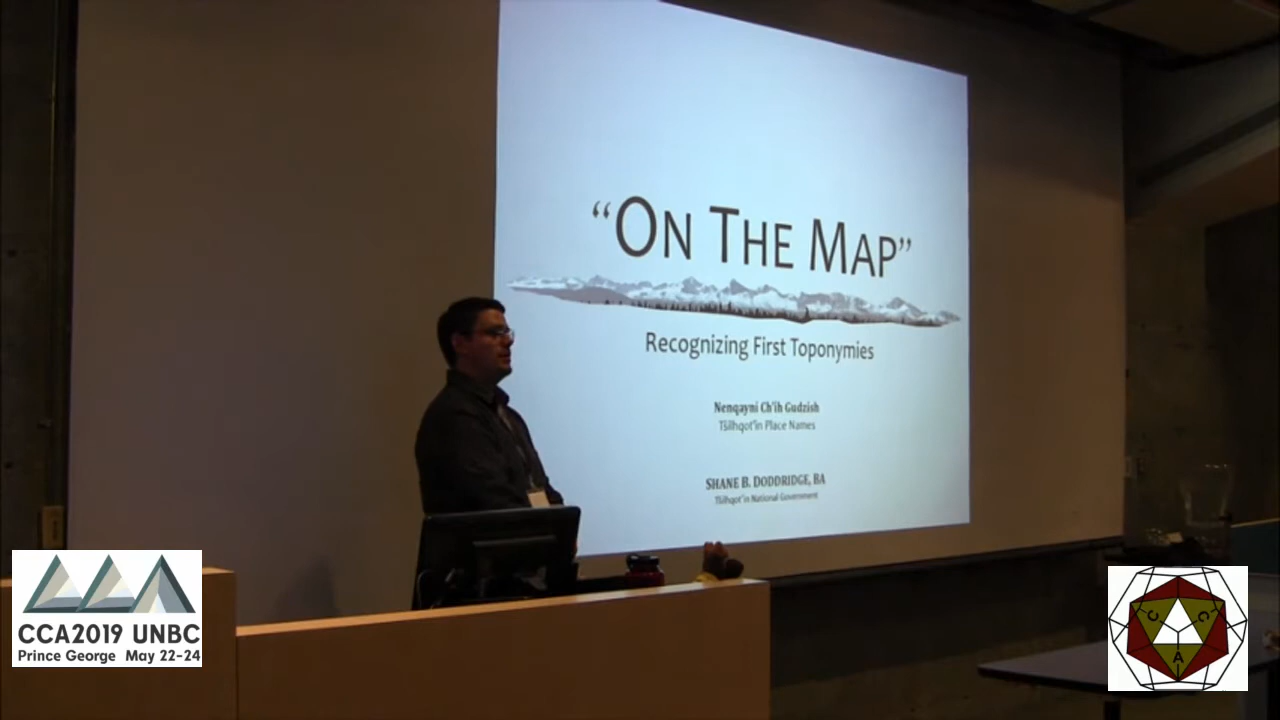 “ON THE MAP”
Recognizing First Toponymies
Nenqayni Ch'ih Gudzish
Tŝilhqot'in Place Names
SHANE B. DODDRIDGE, BA
Tŝilhqot'in National Government
CCA2019 UNBC
Prince George May 22-24
C C A